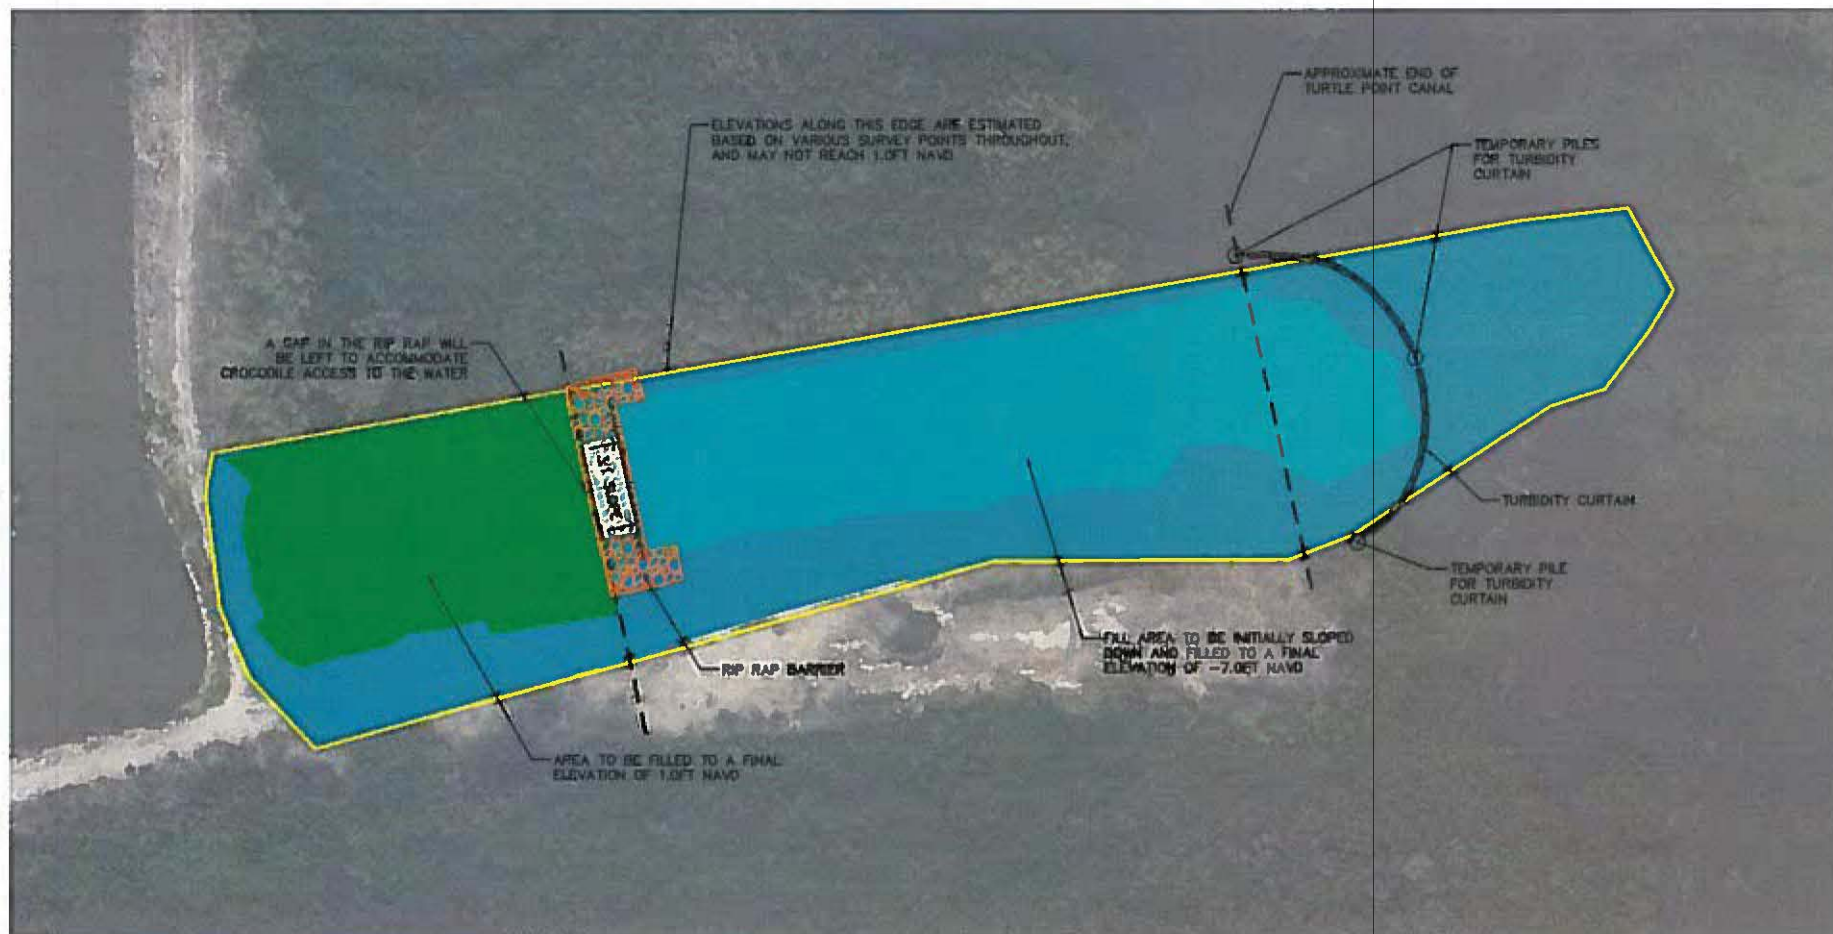 APPROXIMATE END OF
TURTLE POINT CANAL
ELEVATIONS ALONG THIS EDGE ARE ESTIMATED
BASED ON VARIOUS SURVEY POINTS THROUGHOUT,
AND MAY NOT REACH 1.0FT NAVD
TEMPORARY PILES
FOR TURBIDITY
CURTAIN
A GAP IN THE RIP RAP WILL
BE LEFT TO ACCOMMODATE
CROCODILE ACCESS TO THE WATER
TURBIDITY CURTAIN
TEMPORARY PILE
FOR TURBIDITY
CURTAIN
FILL AREA TO BE INITIALLY SLOPED
DOWN AND FILLED TO A FINAL
ELEVATION OF -7.0FT NAVD
RIP RAP BARRIER
AREA TO BE FILLED TO A FINAL
ELEVATION OF 1.0FT NAVD